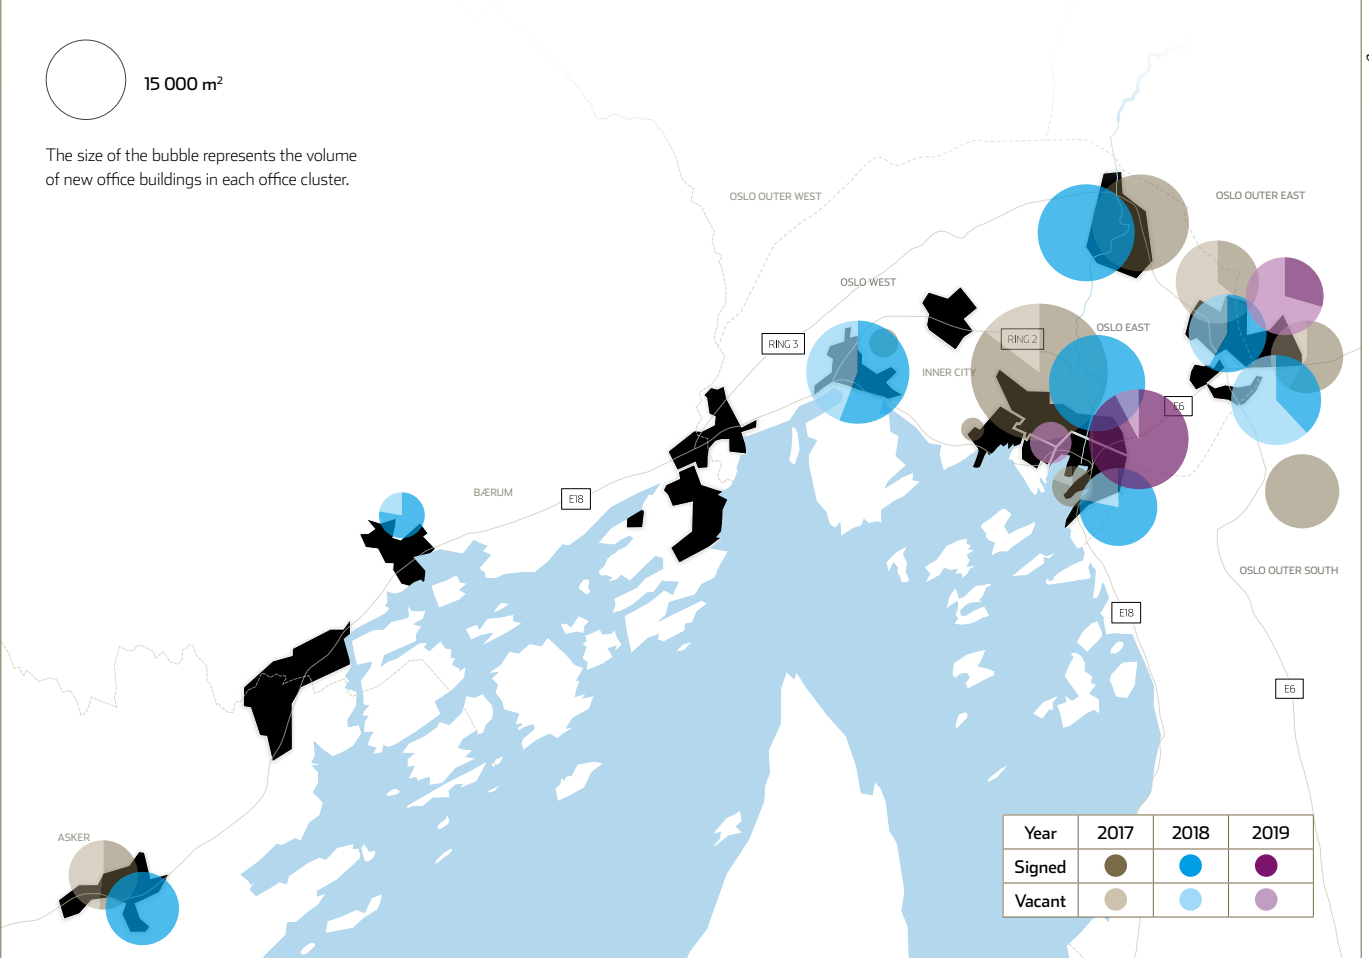 15 000 m²
The size of the bubble represents the volume
of new office buildings in each office cluster.
OSLO OUTER WEST
OSLO OUTER EAST
OSLO WEST
OSLO EAST
RING 3
RING 2
INNER CITY
E6
BÆRUM
E18
OSLO OUTER SOUTH
E18
E6
ASKER
Year 2017 2018 2019
Signed
Vacant